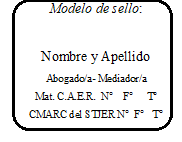 Modelo de sello:
Nombre y Apellido
Abogado/a- Mediador/a
Mat. C.A.E.R. N° F° T°
CMARC del STJER N° F° T°